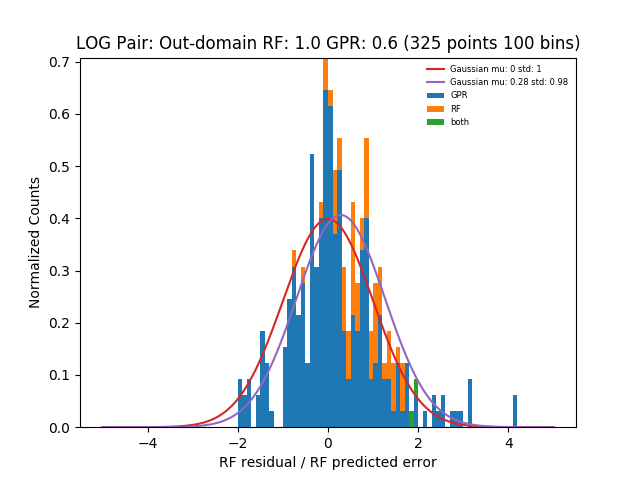 LOG Pair: Out-domain RF: 1.0 GPR: 0.6 (325 points 100 bins)
Gaussian mu: 0 std: 1
Gaussian mu: 0.28 std: 0.98
GPR
RF
both
Normalized Counts
0.7
0.6
0.5
0.4
0.3
0.2
0.1
0.0
−4
−2
0
2
4
RF residual / RF predicted error